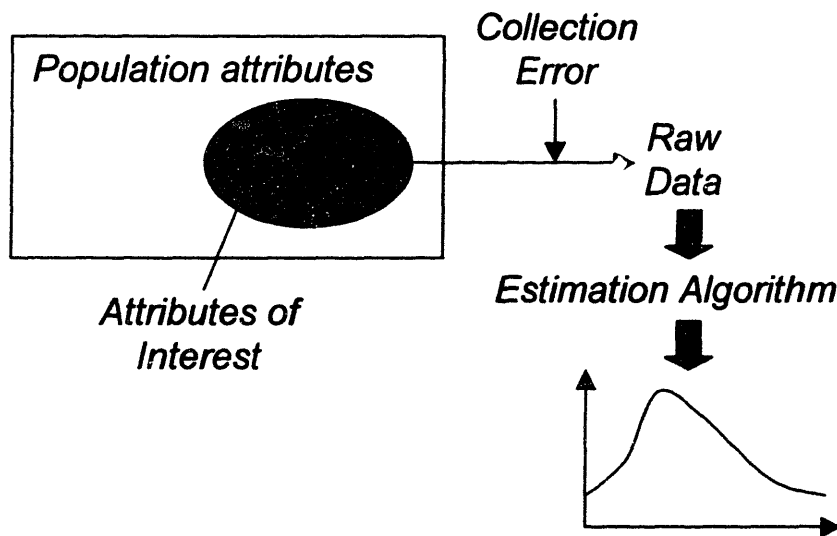 Population attributes
Collection
Error
Raw
Data
Attributes of
Interest
Estimation Algorithm